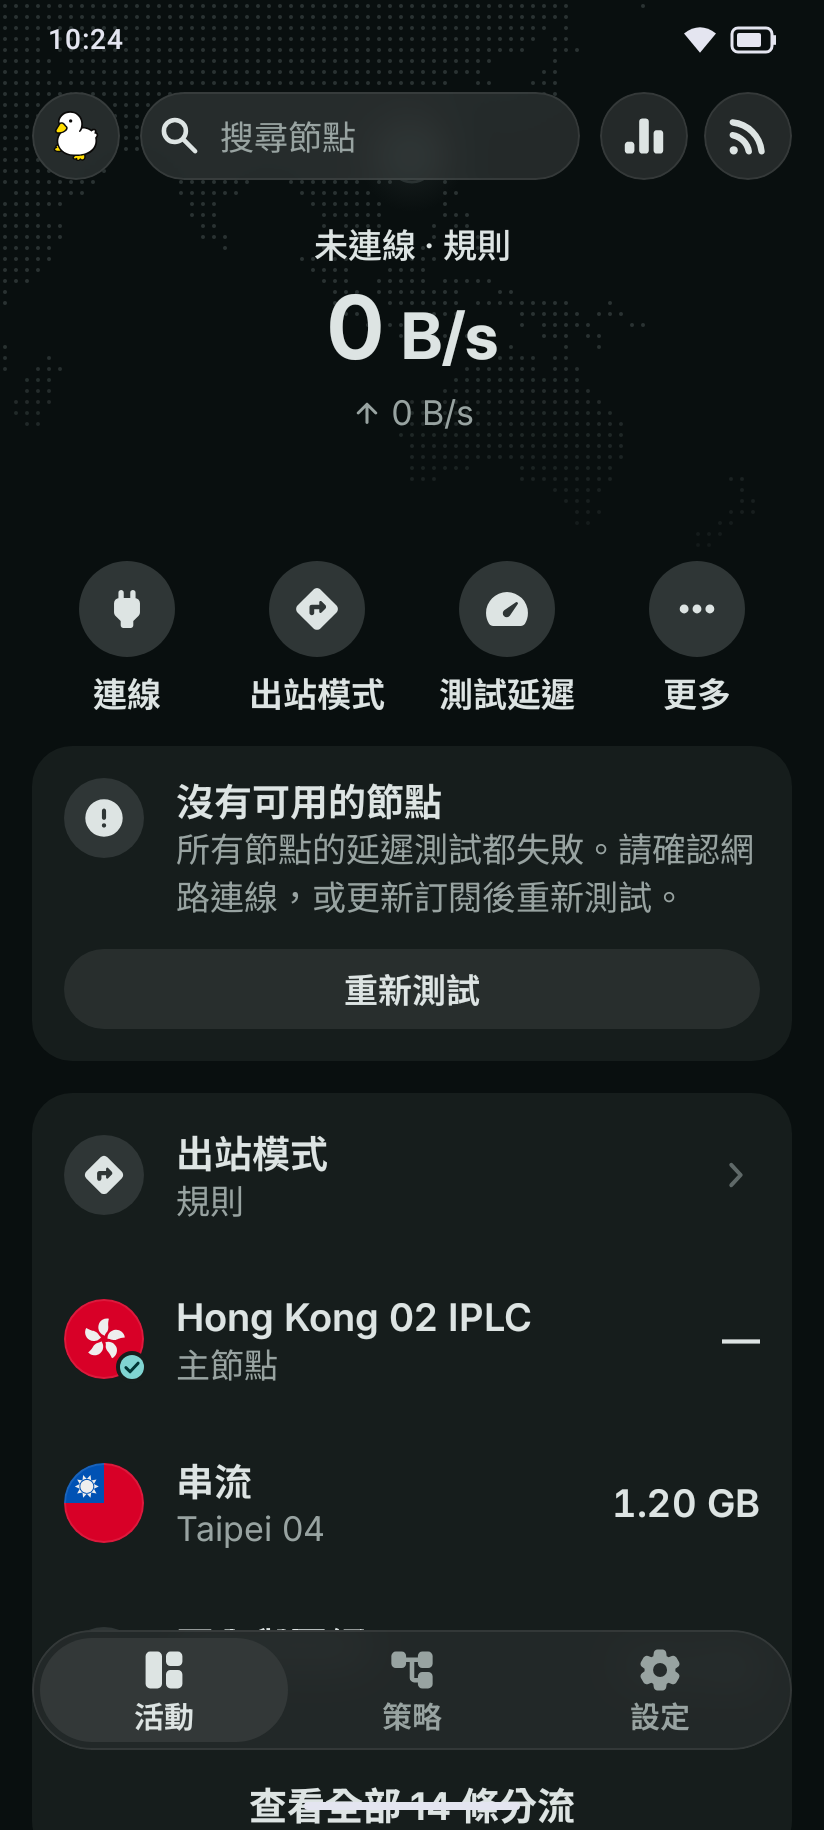 10:24
搜尋節點
未連線 · 規則
0 B/s
↑ 0 B/s
連線
出站模式
測試延遲
更多
沒有可用的節點
所有節點的延遲測試都失敗。請確認網
路連線，或更新訂閱後重新測試。
重新測試
出站模式
規則
Hong Kong 02 IPLC
—
主節點
串流
1.20 GB
Taipei 04
活動
策略
設定
查看全部 14 條分流